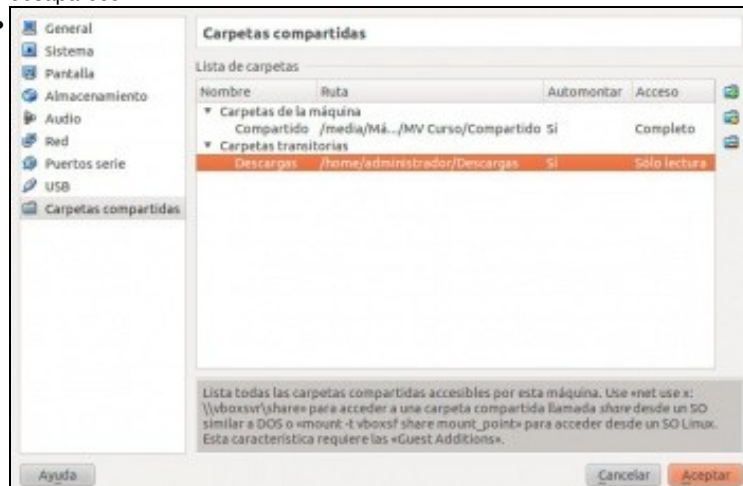 General
Sistema
Pantalla
Almacenamiento
Audio
Red
Puertos serie
USB
Carpetas compartidas
Carpetas compartidas
Lista de carpetas
Nombre Ruta Automontar Acceso
Carpetas de la máquina
Compartido /media/Má.../MV Curso/Compartido Sí Completo
Carpetas transitorias
Descargas /home/administrador/Descargas Sí Sólo lectura
Lista todas las carpetas compartidas accesibles por esta máquina. Use «net use x:
\\vboxsvr\share» para acceder a una carpeta compartida llamada share desde un SO
similar a DOS o «mount -t vboxsf share mount_point» para acceder desde un SO Linux.
Esta característica requiere las «Guest Additions».
Ayuda Cancelar Aceptar